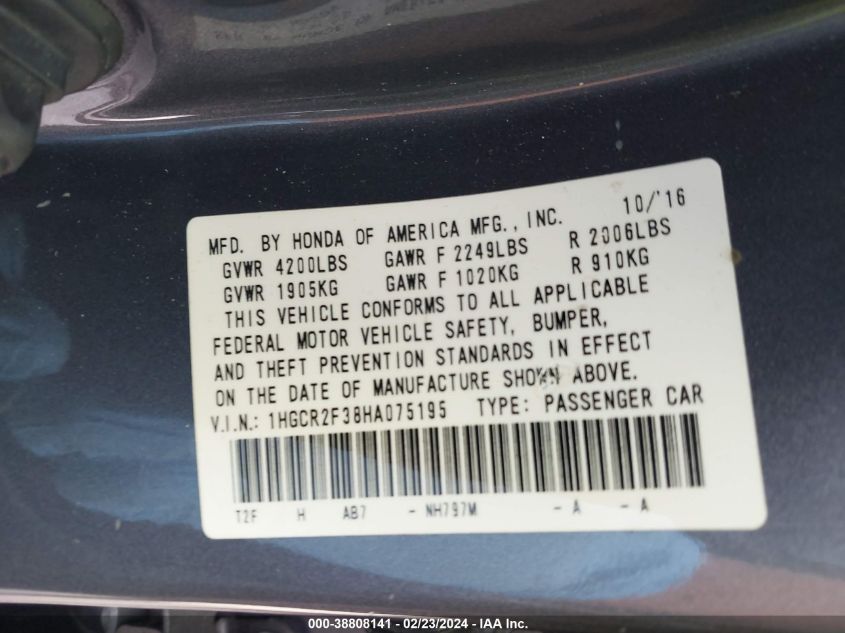 MFD. BY HONDA OF AMERICA MFG., INC. 10/'16
GVWR 4200LBS GAWR F 2249LBS R 2006LBS
GVWR 1905KG GAWR F 1020KG R 910KG
THIS VEHICLE CONFORMS TO ALL APPLICABLE
FEDERAL MOTOR VEHICLE SAFETY, BUMPER,
AND THEFT PREVENTION STANDARDS IN EFFECT
ON THE DATE OF MANUFACTURE SHOWN ABOVE.
V.I.N.: 1HGCR2F38HA075195 TYPE: PASSENGER CAR
T2F H AB7 - NH797M - A - A
000-38808141 - 02/23/2024 - IAA Inc.